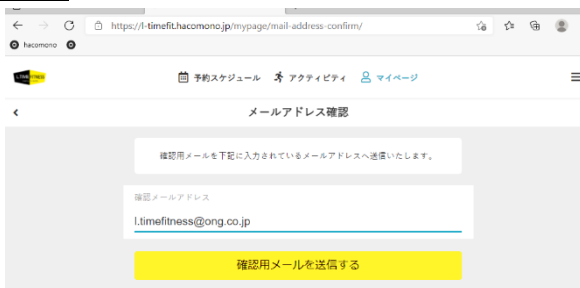 https://l-timefit.hacomono.jp/mypage/mail-address-confirm/
hacomono
予約スケジュール アクティビティ マイページ
メールアドレス確認
確認用メールを下記に入力されているメールアドレスへ送信いたします。
確認メールアドレス
l.timefitness@ong.co.jp
確認用メールを送信する